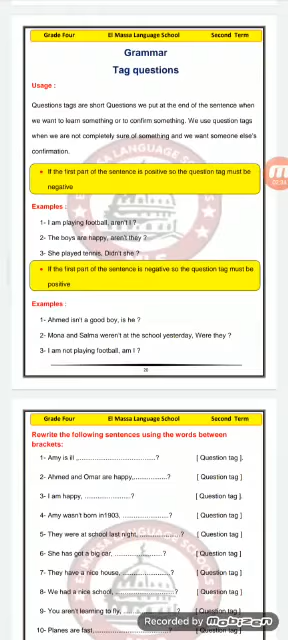 Grade Four El Massa Language School Second Term
Grammar
Tag questions
Usage :
Questions tags are short Questions we put at the end of the sentence when
we want to learn something or to confirm something. We use question tags
when we are not completely sure of something and we want someone else's
confirmation.
If the first part of the sentence is positive so the question tag must be
negative
Examples :
1- I am playing football, aren't I ?
2- The boys are happy, aren't they ?
3- She played tennis, Didn't she ?
If the first part of the sentence is negative so the question tag must be
positive
Examples :
1- Ahmed isn't a good boy, is he ?
2- Mona and Salma weren't at the school yesterday, Were they ?
3- I am not playing football, am I ?
Grade Four El Massa Language School Second Term
Rewrite the following sentences using the words between
brackets:
1- Amy is ill ,..............................? [ Question tag ].
2- Ahmed and Omar are happy,..............? [ Question tag ]
3- I am happy, ..................? [ Question tag ].
4- Amy wasn't born in1903, ..................? [ Question tag ]
5- They were at school last night, ................? [ Question tag ]
6- She has got a big car, ....................? [ Question tag ]
7- They have a nice house, ...................? [ Question tag ]
8- We had a nice school, ......................? [ Question tag ]
9- You aren't learning to fly, ....................? [ Question tag ]
10- Planes are fast......................? [ Question tag ]
Recorded by Mobizen